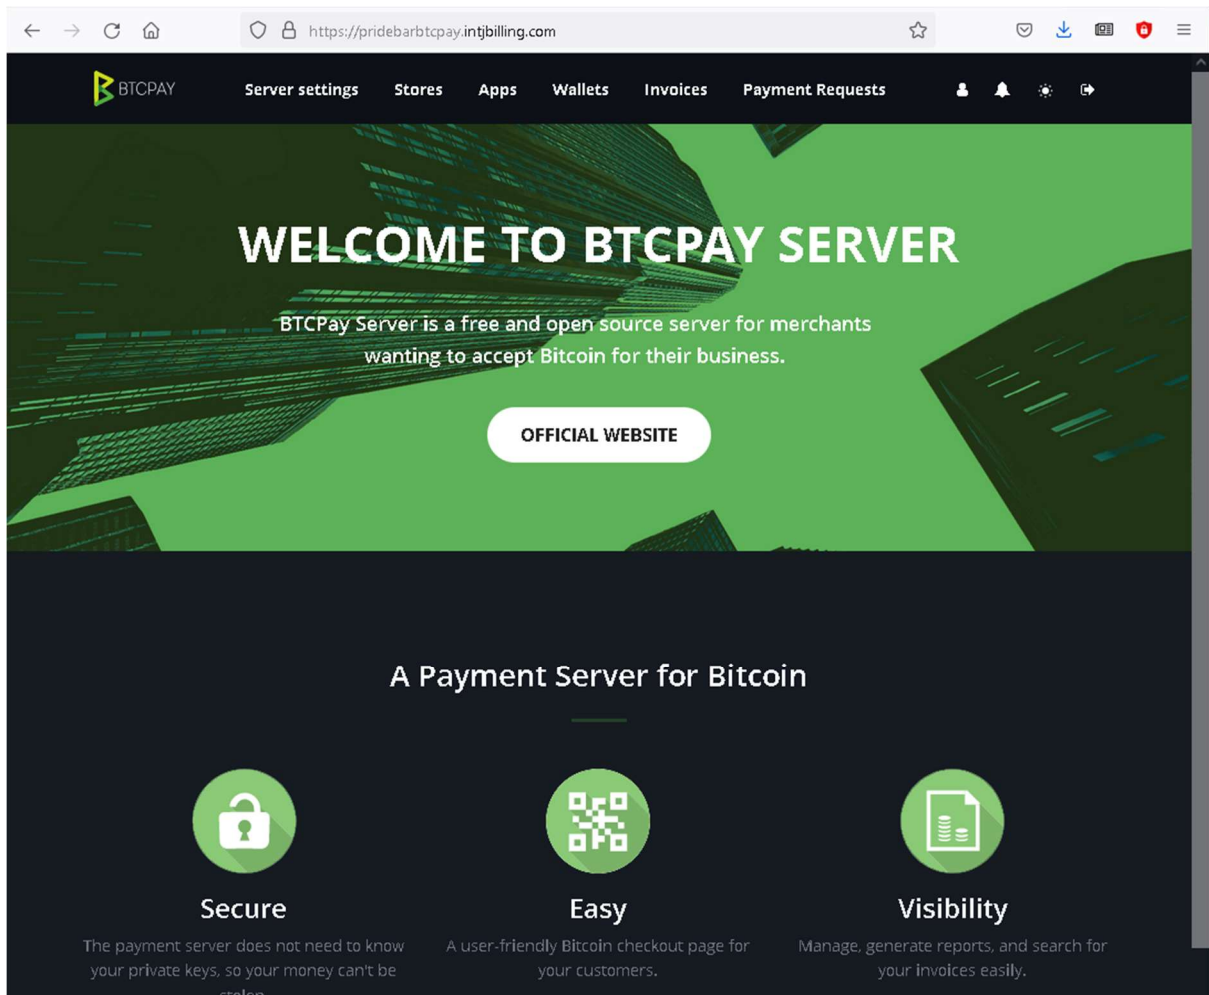 https://pridebarbtcpay.intjbilling.com
BTCPAY Server settings Stores Apps Wallets Invoices Payment Requests
WELCOME TO BTCPAY SERVER
BTCPay Server is a free and open source server for merchants
wanting to accept Bitcoin for their business.
OFFICIAL WEBSITE
A Payment Server for Bitcoin
Secure
The payment server does not need to know
your private keys, so your money can't be
stolen.
Easy
A user-friendly Bitcoin checkout page for
your customers.
Visibility
Manage, generate reports, and search for
your invoices easily.